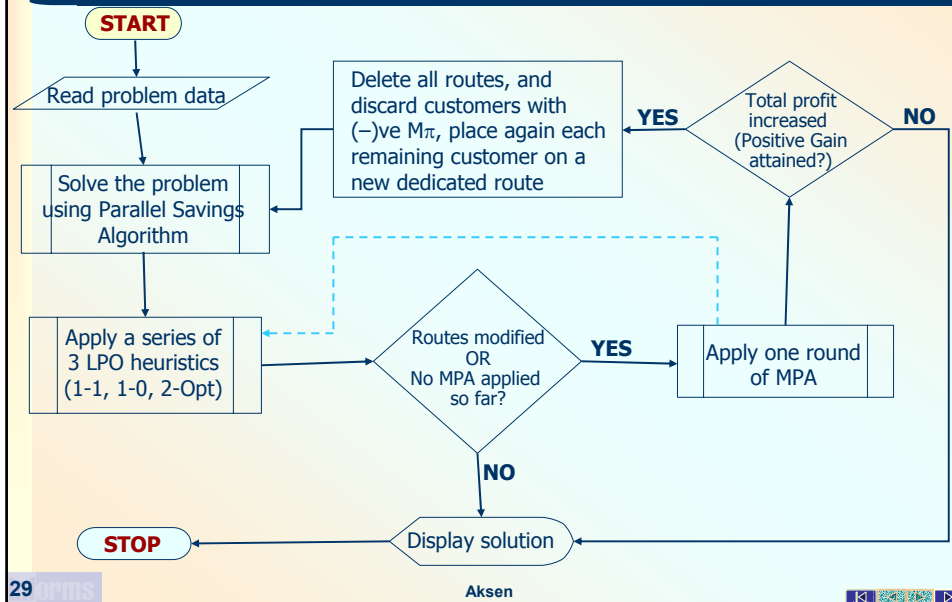 START
Read problem data
Solve the problem
using Parallel Savings
Algorithm
Apply a series of
3 LPO heuristics
(1-1, 1-0, 2-Opt)
Delete all routes, and
discard customers with
(–)ve Mπ, place again each
remaining customer on a
new dedicated route
YES
Total profit
increased
(Positive Gain
attained?)
NO
Routes modified
OR
No MPA applied
so far?
YES
Apply one round
of MPA
NO
Display solution
STOP
29
Aksen